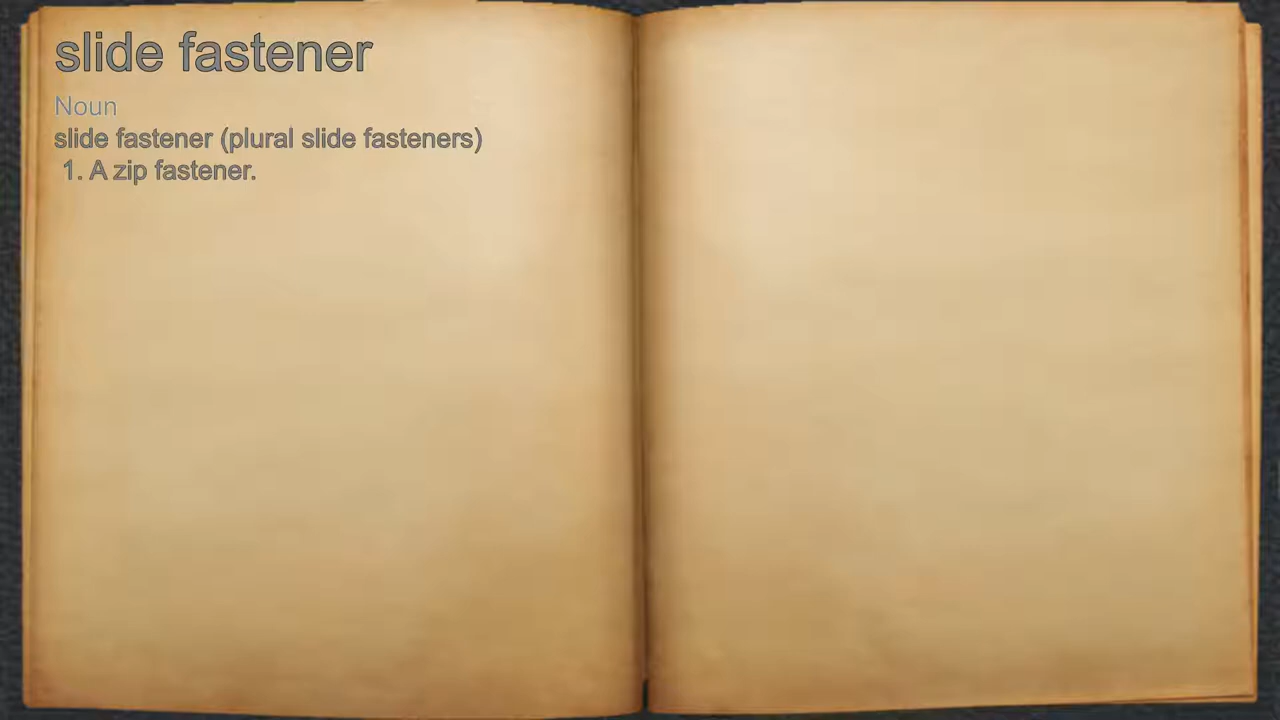 slide fastener
Noun
slide fastener (plural slide fasteners)
1. A zip fastener.